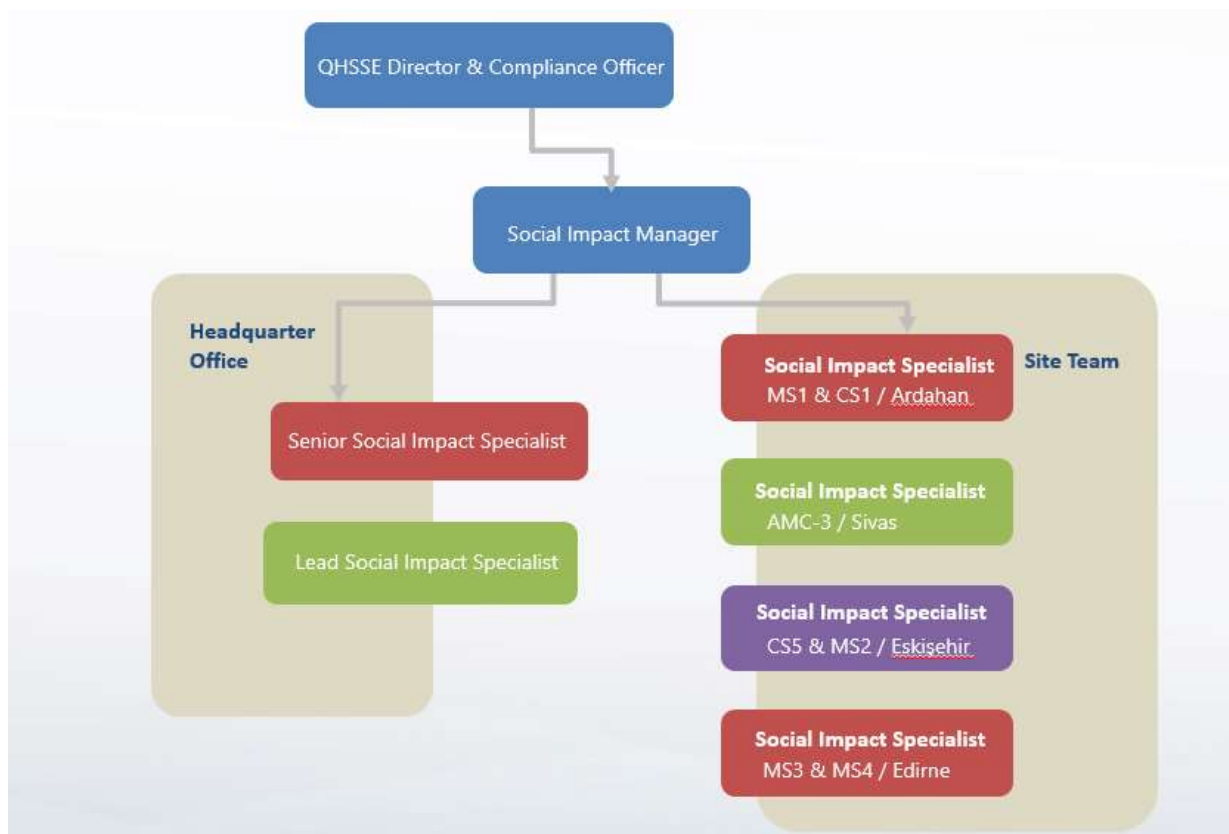 QHSSE Director & Compliance Officer
Social Impact Manager
Headquarter
Office
Senior Social Impact Specialist
Lead Social Impact Specialist
Site Team
Social Impact Specialist
MS1 & CS1 / Ardahan
Social Impact Specialist
AMC-3 / Sivas
Social Impact Specialist
CS5 & MS2 / Eskişehir
Social Impact Specialist
MS3 & MS4 / Edirne